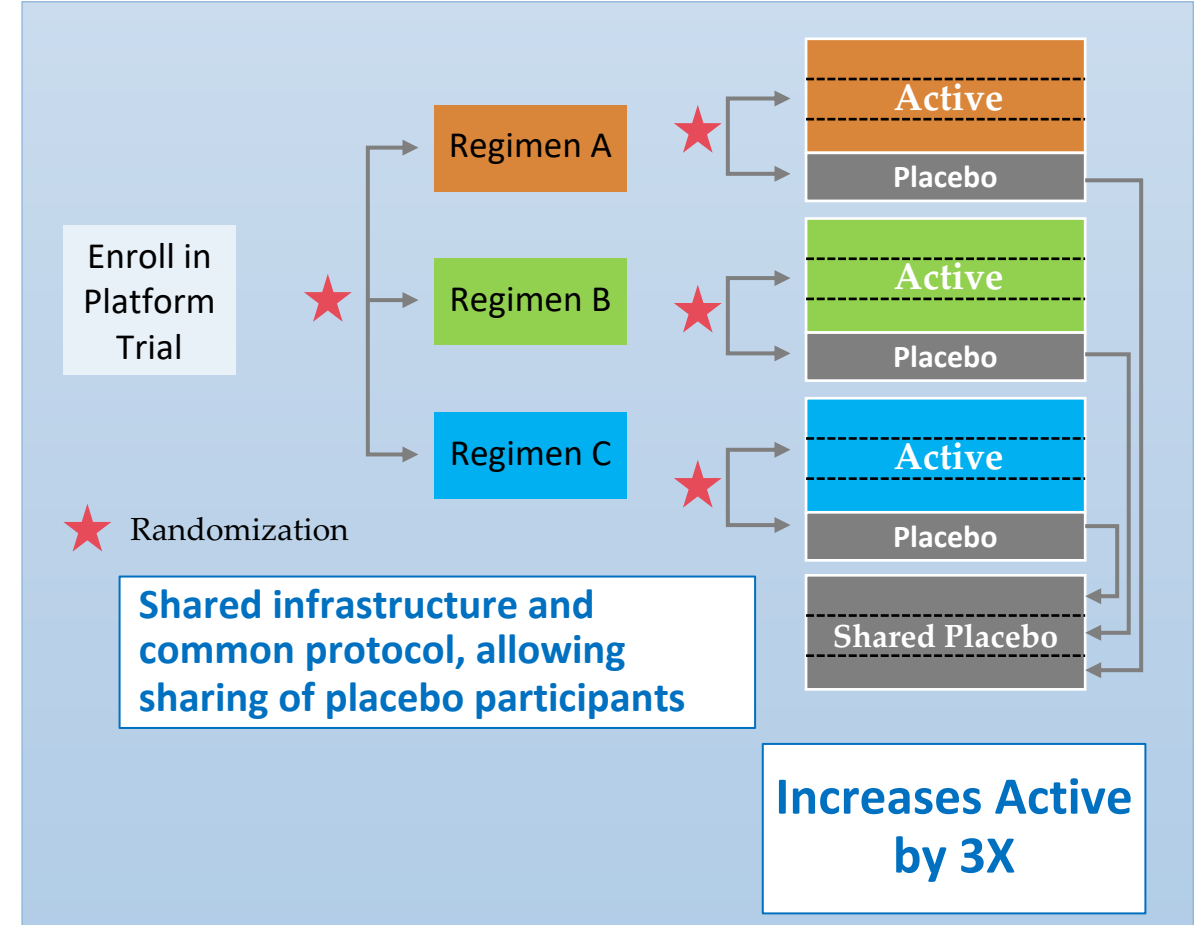 Enroll in
Platform
Trial
Regimen A
Regimen B
Regimen C
Active
Placebo
Active
Placebo
Active
Placebo
Shared Placebo
Randomization
Shared infrastructure and
common protocol, allowing
sharing of placebo participants
Increases Active
by 3X